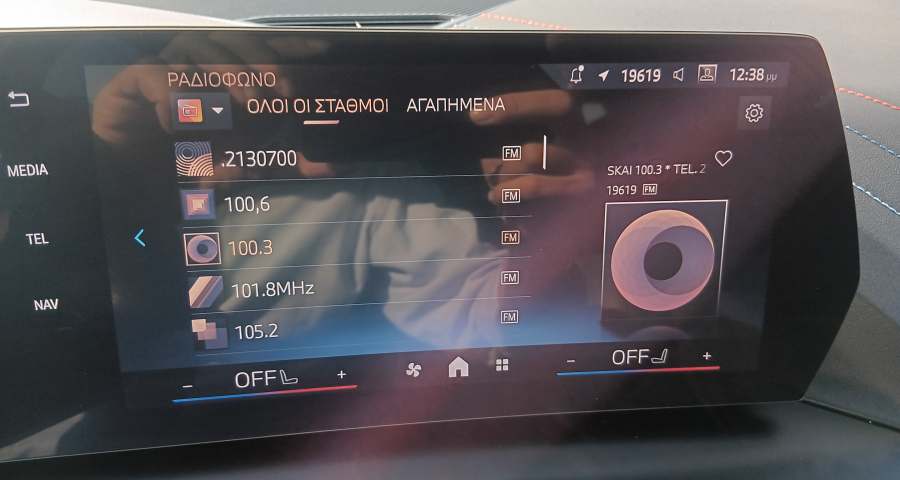 ΡΑΔΙΟΦΩΝΟ
19619
12:38 μμ
ΟΛΟΙ ΟΙ ΣΤΑΘΜΟΙ ΑΓΑΠΗΜΕΝΑ
MEDIA
TEL
NAV
.2130700 FM
100,6 FM
100.3 FM
101.8MHz FM
105.2 FM
SKAI 100.3 * TEL. 2
19619 FM
- OFF +
- OFF +